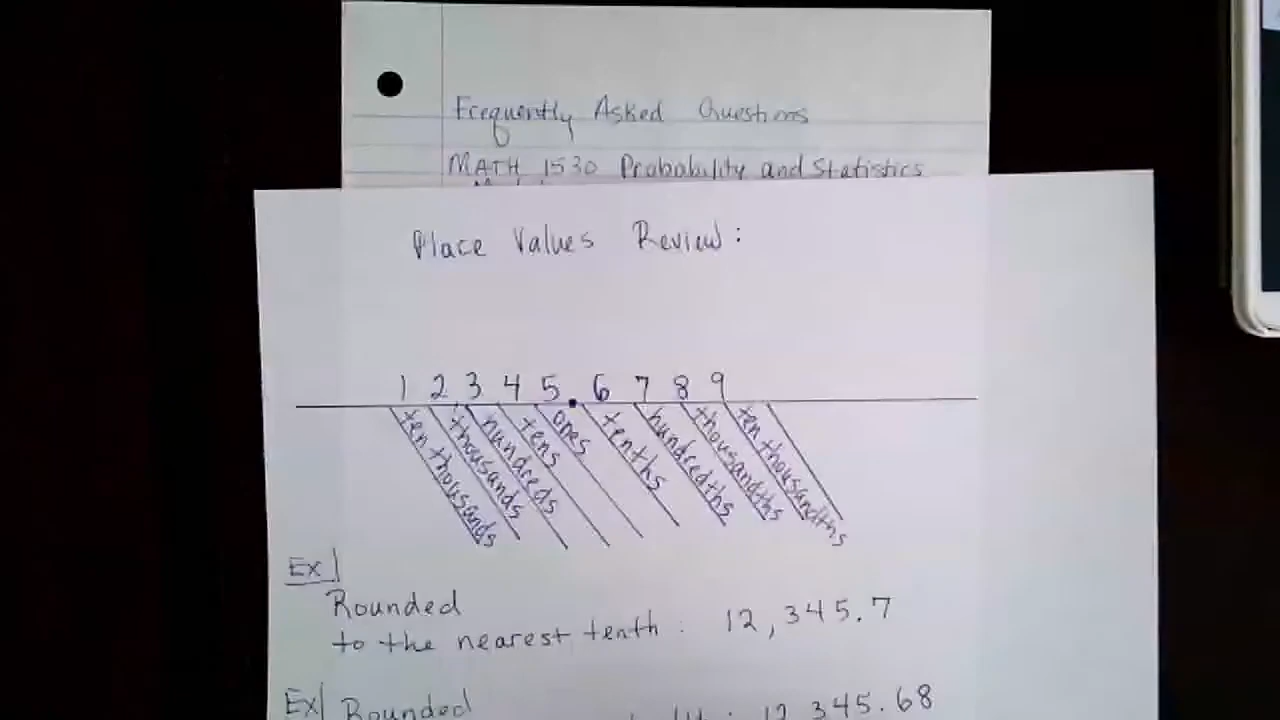 Frequently Asked Questions
MATH 1530 Probability and Statistics
Place Values Review:
1 2 3 4 5 . 6 7 8 9
ten thousands
thousands
hundreds
tens
ones
tenths
hundredths
thousandths
ten thousandths
Ex
Rounded
to the nearest tenth : 12,345.7
Ex Rounded
12,345.68